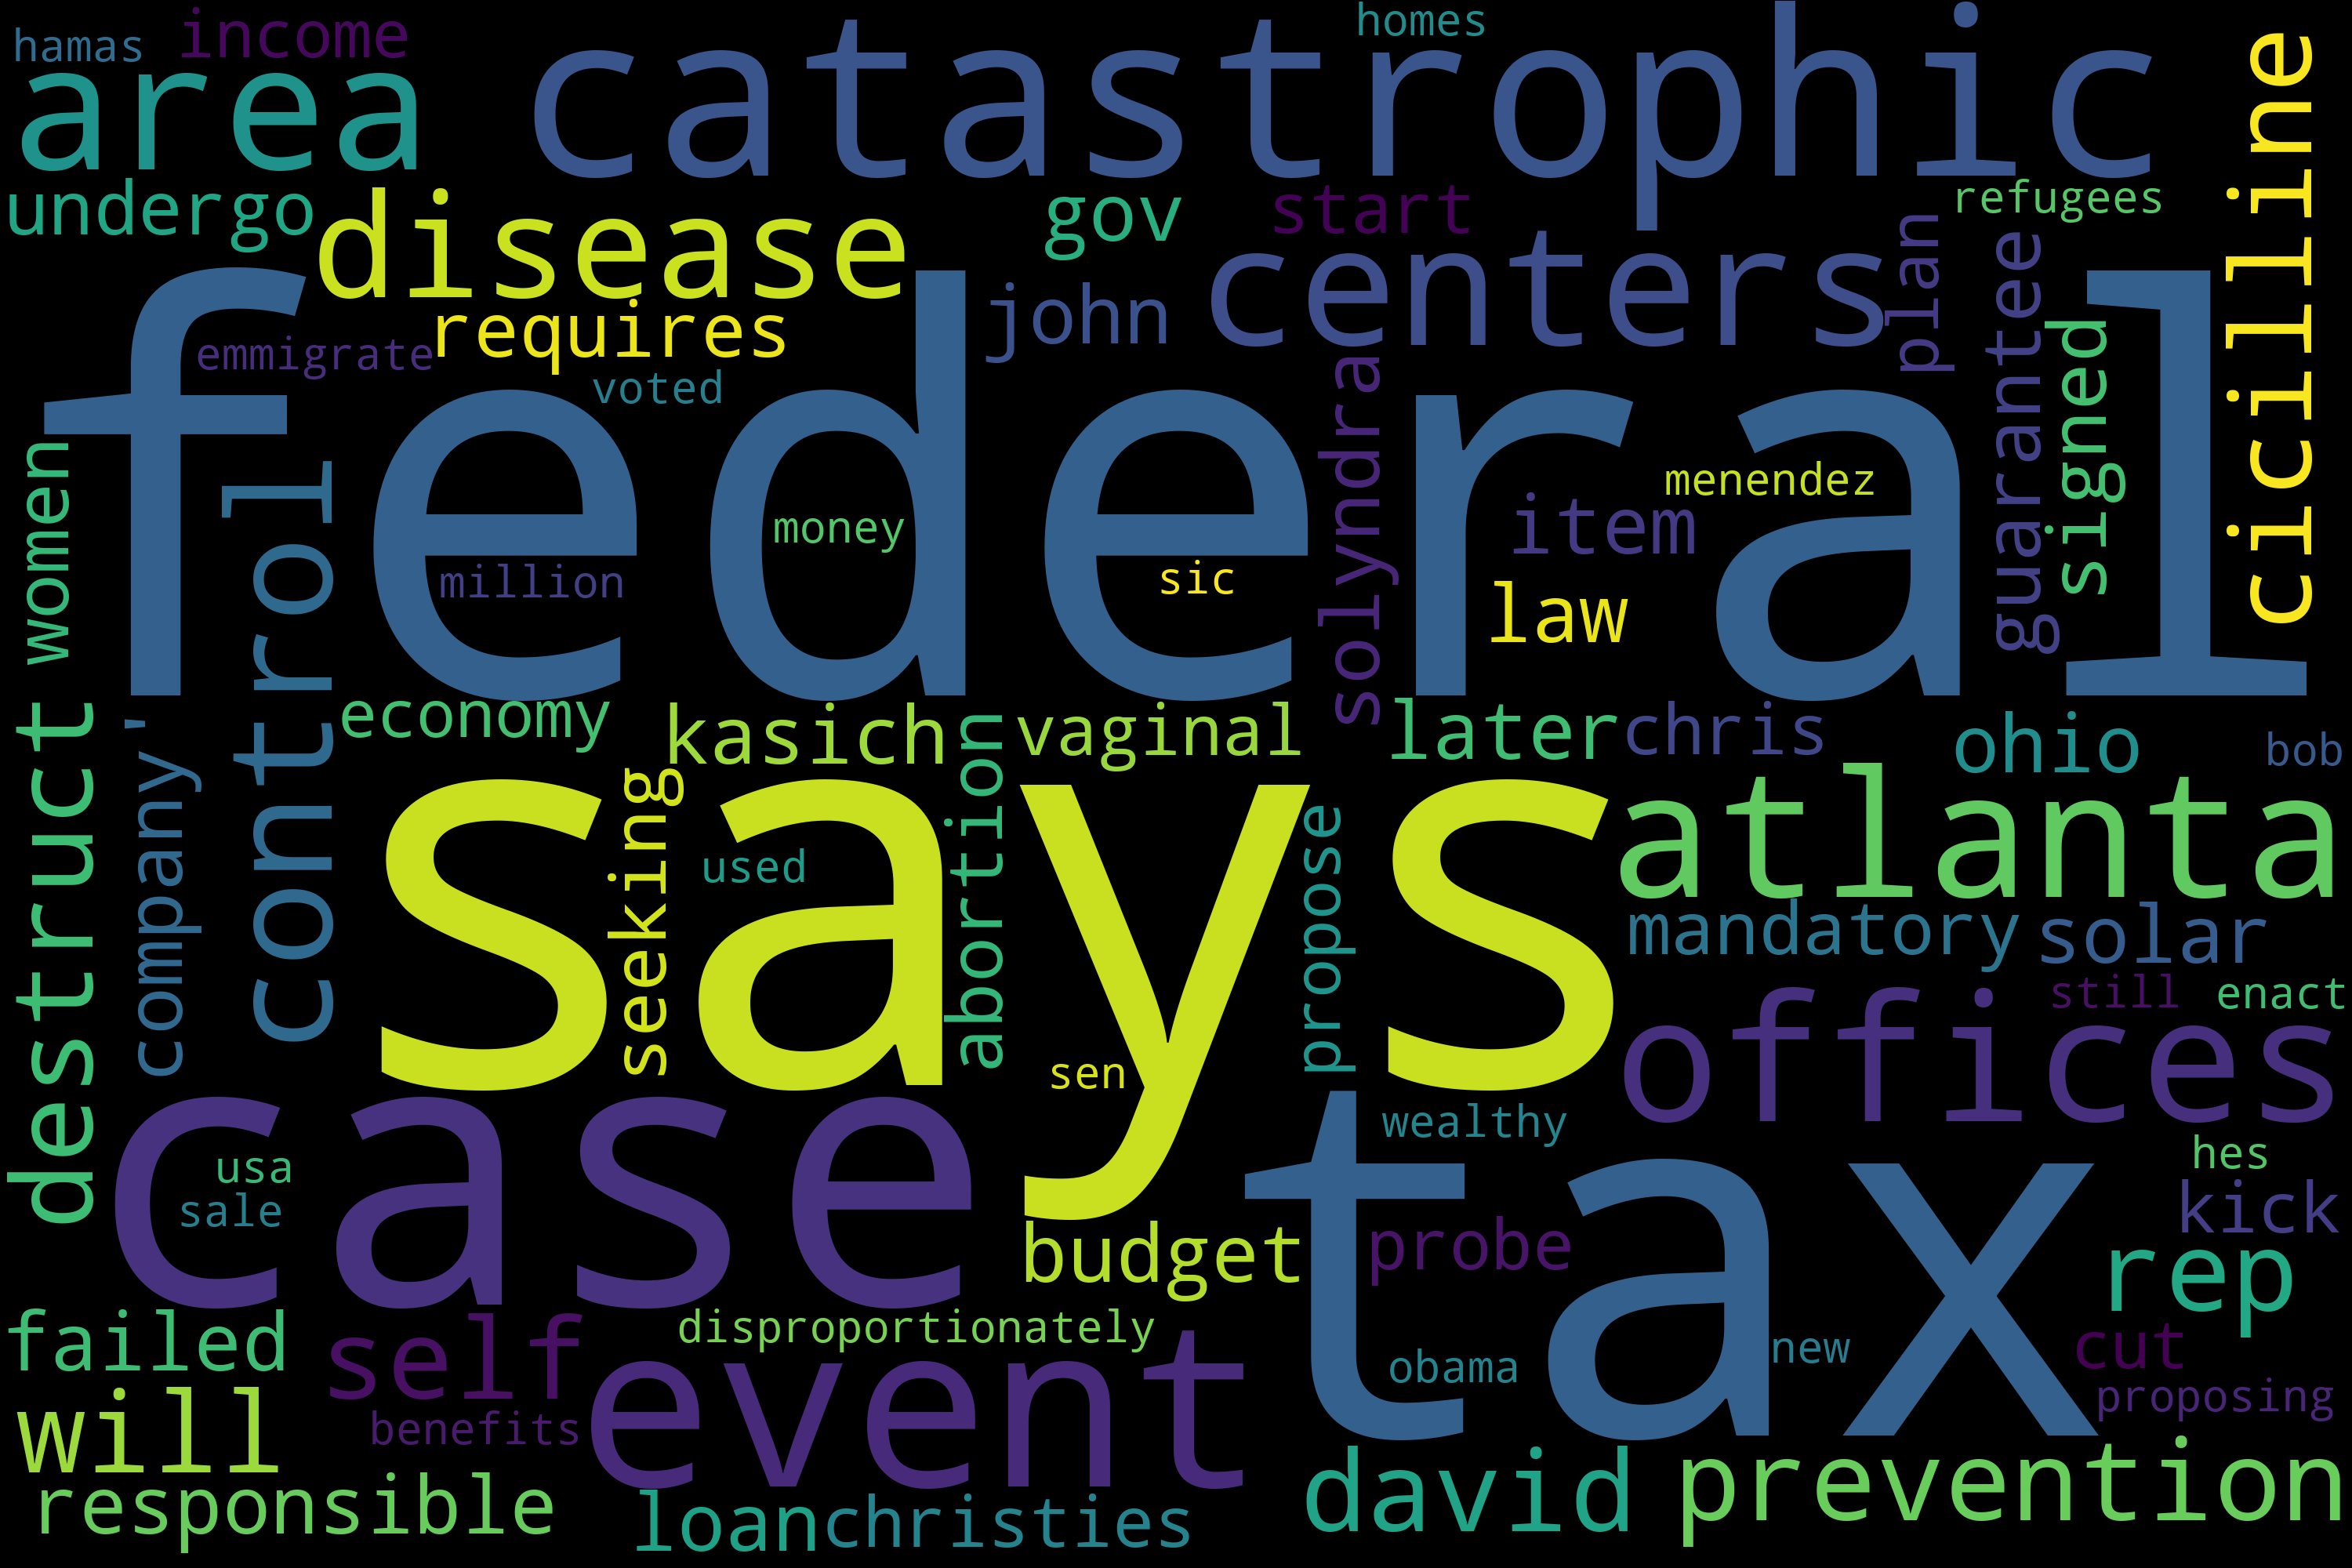 hamas
income
homes
area
catastrophic
cicilline
undergo
disease
gov
start
refugees
requires
john
centers
plan
guarantee
signed
emmigrate
voted
federal
women
control
money
million
sic
solyndra
item
menendez
law
destruct
company'
economy
kasich
abortion
vaginal
later
chris
ohio
bob
says
seeking
used
propose
atlanta
mandatory
solar
still
enact
offices
sen
case
usa
sale
wealthy
tax
hes
kick
budget
probe
rep
failed
self
disproportionately
event
obama
new
cut
proposing
will
benefits
responsible
loan
christies
david
prevention